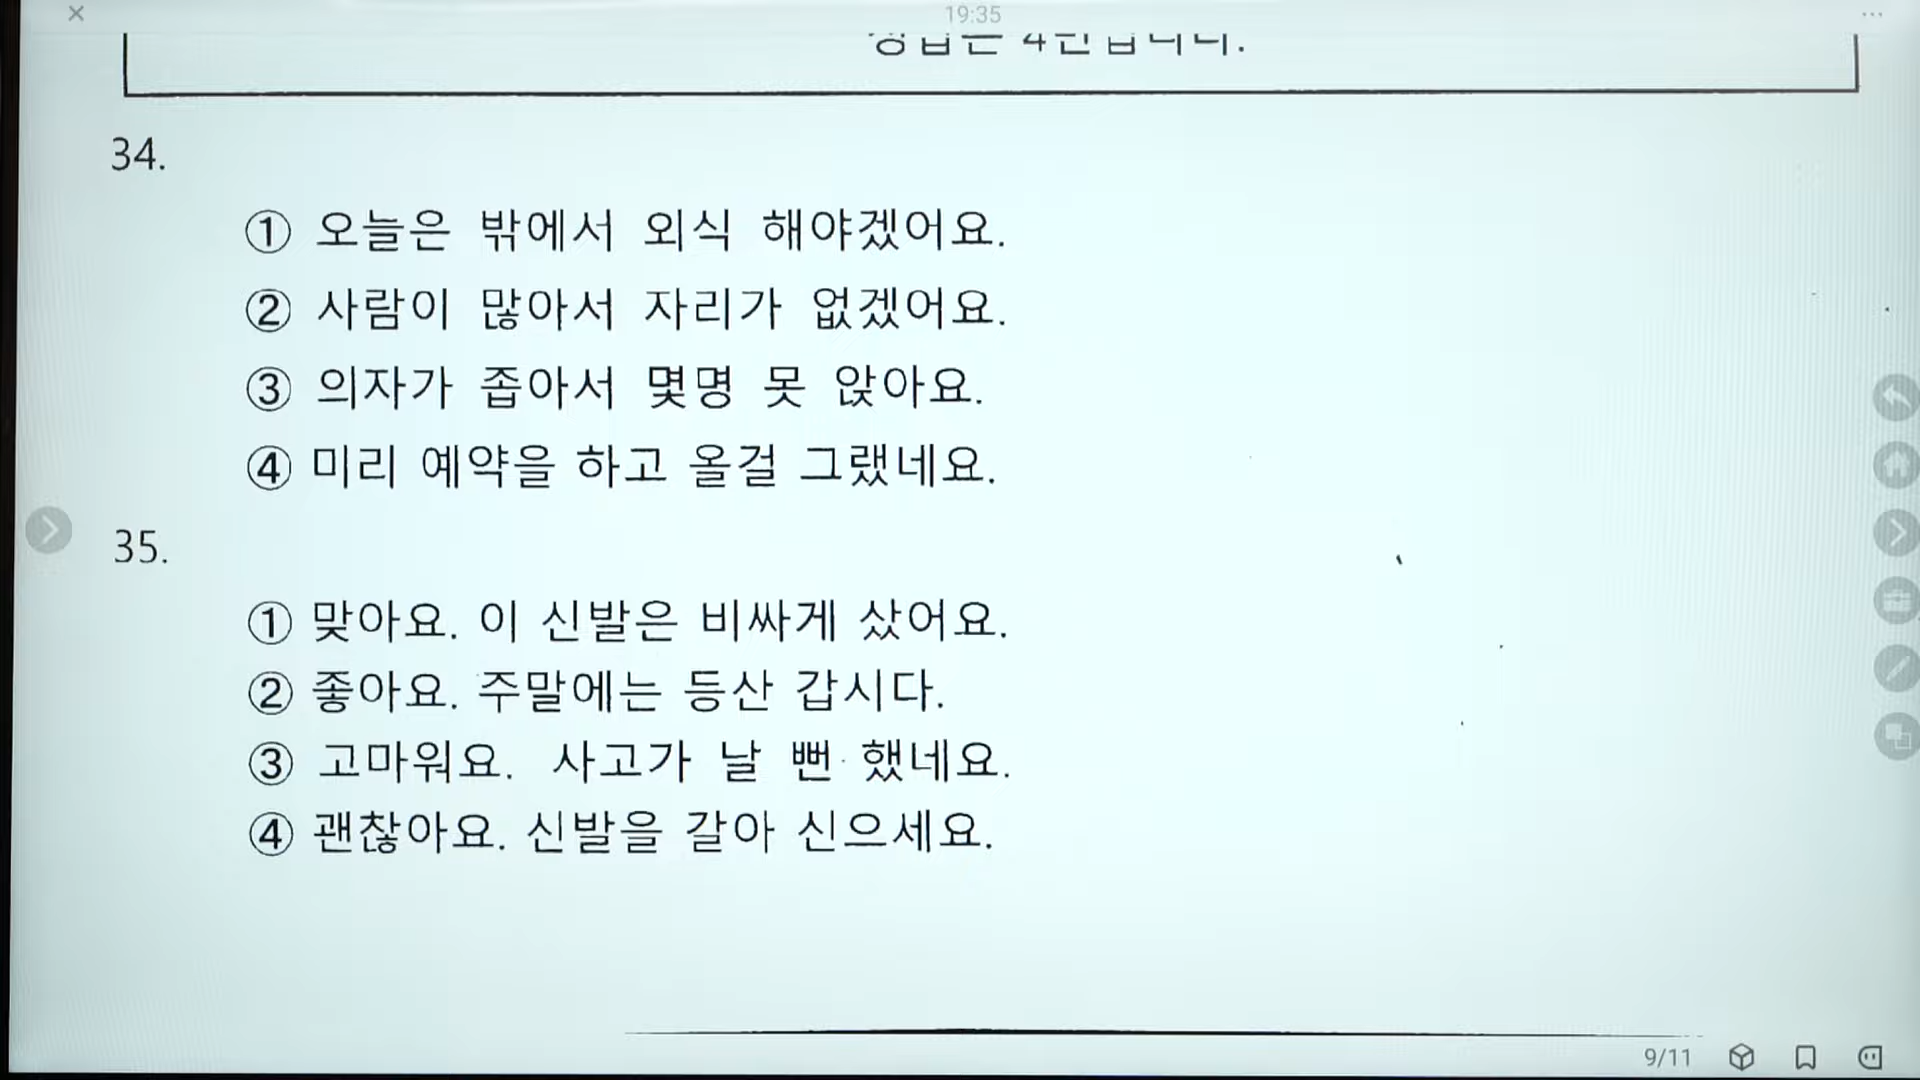 19:35
34.
① 오늘은 밖에서 외식 해야겠어요.
② 사람이 많아서 자리가 없겠어요.
③ 의자가 좁아서 몇명 못 앉아요.
④ 미리 예약을 하고 올걸 그랬네요.
35.
① 맞아요. 이 신발은 비싸게 샀어요.
② 좋아요. 주말에는 등산 갑시다.
③ 고마워요. 사고가 날 뻔 했네요.
④ 괜찮아요. 신발을 갈아 신으세요.
9/11